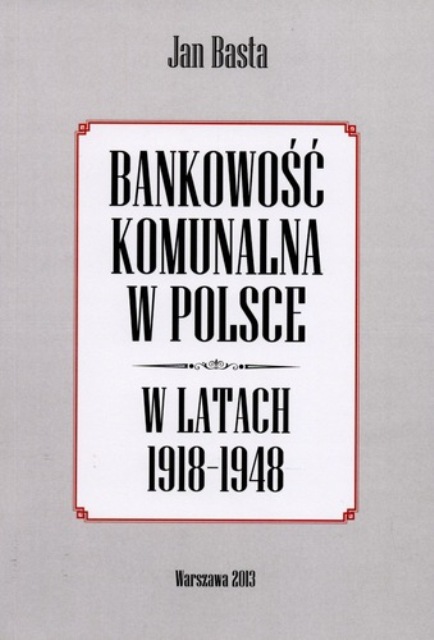 Jan Basta
BANKOWOŚĆ
KOMUNALNA
W POLSCE
W LATACH
1918-1948
Warszawa 2013